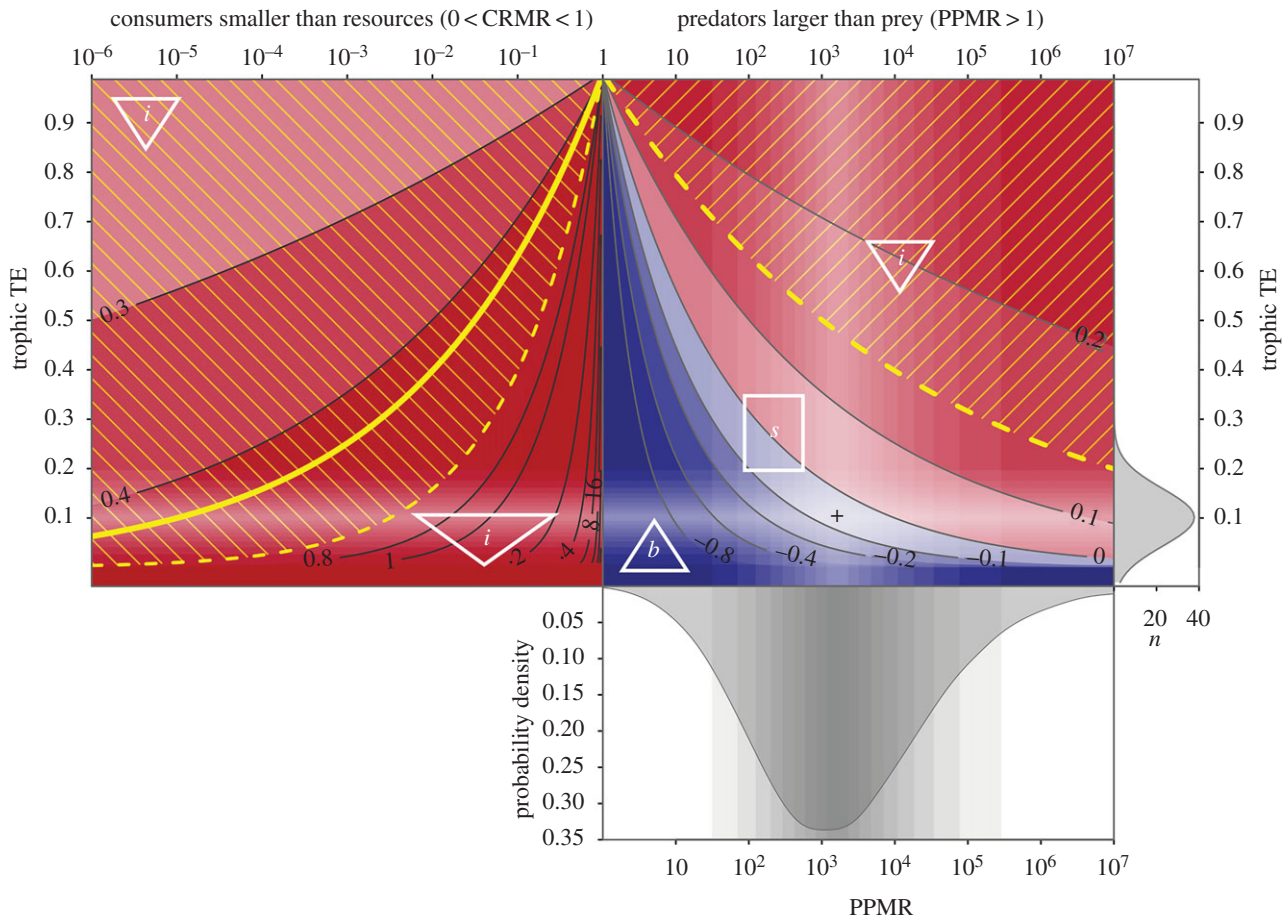 consumers smaller than resources (0 < CRMR < 1) predators larger than prey (PPMR > 1)
10⁻⁶ 10⁻⁵ 10⁻⁴ 10⁻³ 10⁻² 10⁻¹ 1 10 10² 10³ 10⁴ 10⁵ 10⁶ 10⁷
i
0.9 0.9
0.8 0.8
0.7 0.7
i
0.6 0.6
trophic TE trophic TE
0.3
0.5 0.5
0.2
0.4 0.4
0.3 0.3
s
0.2 0.2
0.4
16
0.1 0.1
0.1
+
8
0.8 1 i 2 4 b −0.8 −0.4 −0.2 −0.1 0
20 40
n
probability density
0.05
0.10
0.15
0.20
0.25
0.30
0.35
10 10² 10³ 10⁴ 10⁵ 10⁶ 10⁷
PPMR